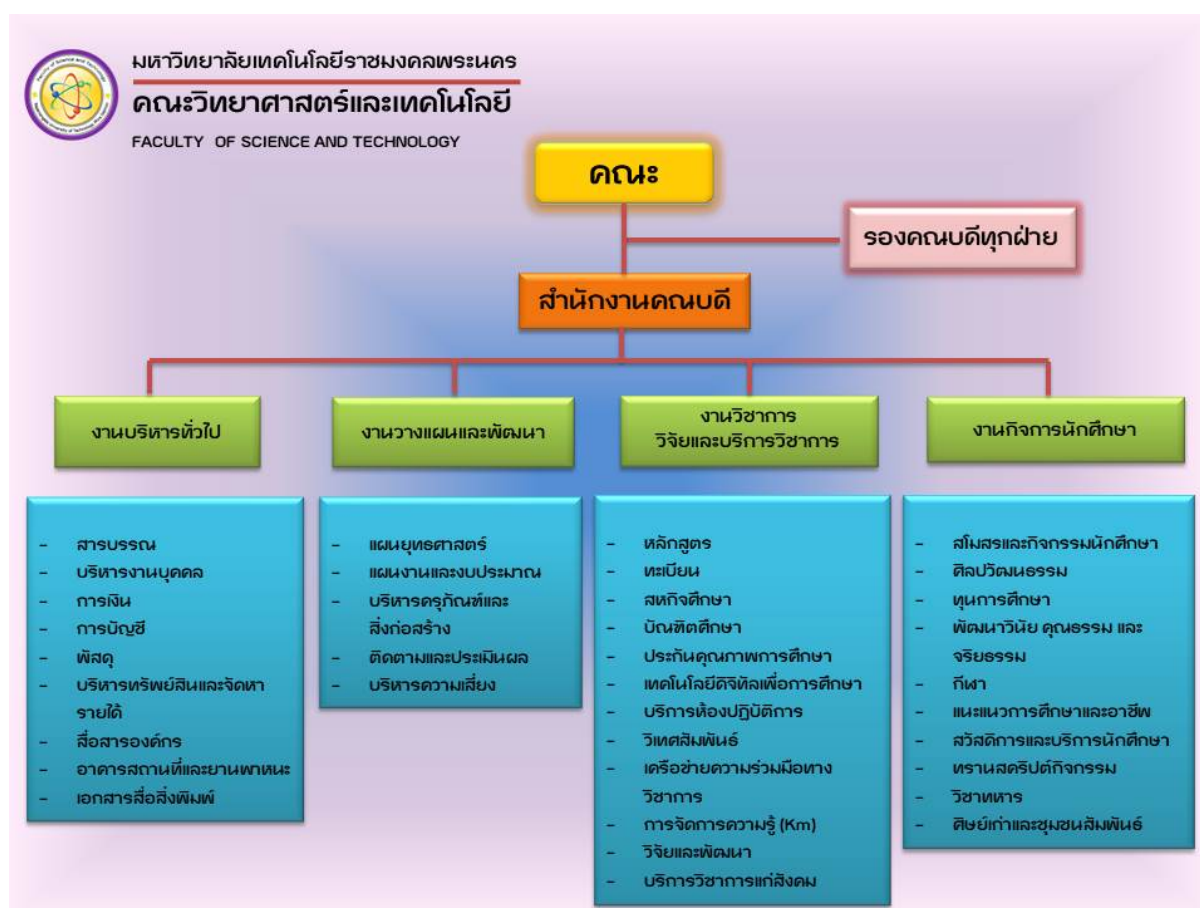 มหาวิทยาลัยเทคโนโลยีราชมงคลพระนคร
คณะวิทยาศาสตร์และเทคโนโลยี
FACULTY OF SCIENCE AND TECHNOLOGY
คณะ
รองคณบดีทุกฝ่าย
สำนักงานคณบดี
งานบริหารทั่วไป
งานวางแผนและพัฒนา
งานวิชาการ
วิจัยและบริการวิชาการ
งานกิจการนักศึกษา
- สารบรรณ
- บริหารงานบุคคล
- การเงิน
- การบัญชี
- พัสดุ
- บริหารทรัพย์สินและจัดหา
รายได้
- สื่อสารองค์กร
- อาคารสถานที่และยานพาหนะ
- เอกสารสื่อสิ่งพิมพ์
- แผนยุทธศาสตร์
- แผนงานและงบประมาณ
- บริหารครุภัณฑ์และ
สิ่งก่อสร้าง
- ติดตามและประเมินผล
- บริหารความเสี่ยง
- หลักสูตร
- ทะเบียน
- สหกิจศึกษา
- บัณฑิตศึกษา
- ประกันคุณภาพการศึกษา
- เทคโนโลยีดิจิทัลเพื่อการศึกษา
- บริการห้องปฏิบัติการ
- วิเทศสัมพันธ์
- เครือข่ายความร่วมมือทาง
วิชาการ
- การจัดการความรู้ (Km)
- วิจัยและพัฒนา
- บริการวิชาการแก่สังคม
- สโมสรและกิจกรรมนักศึกษา
- ศิลปวัฒนธรรม
- ทุนการศึกษา
- พัฒนาวินัย คุณธรรม และ
จริยธรรม
- กีฬา
- แนะแนวการศึกษาและอาชีพ
- สวัสดิการและบริการนักศึกษา
- ทรานสคริปต์กิจกรรม
- วิชาทหาร
- ศิษย์เก่าและชุมชนสัมพันธ์